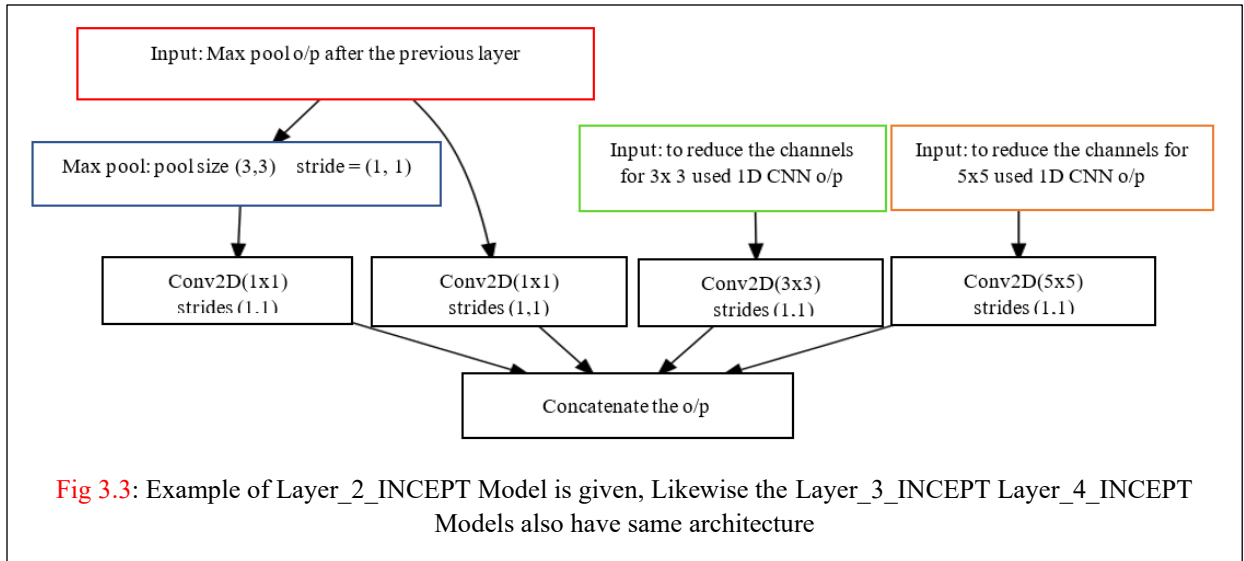 Input: Max pool o/p after the previous layer
Max pool: pool size (3,3) stride = (1, 1)
Input: to reduce the channels
for 3x 3 used 1D CNN o/p
Input: to reduce the channels for
5x5 used 1D CNN o/p
Conv2D(1x1)
strides (1,1)
Conv2D(1x1)
strides (1,1)
Conv2D(3x3)
strides (1,1)
Conv2D(5x5)
strides (1,1)
Concatenate the o/p
Fig 3.3: Example of Layer_2_INCEPT Model is given, Likewise the Layer_3_INCEPT Layer_4_INCEPT
Models also have same architecture